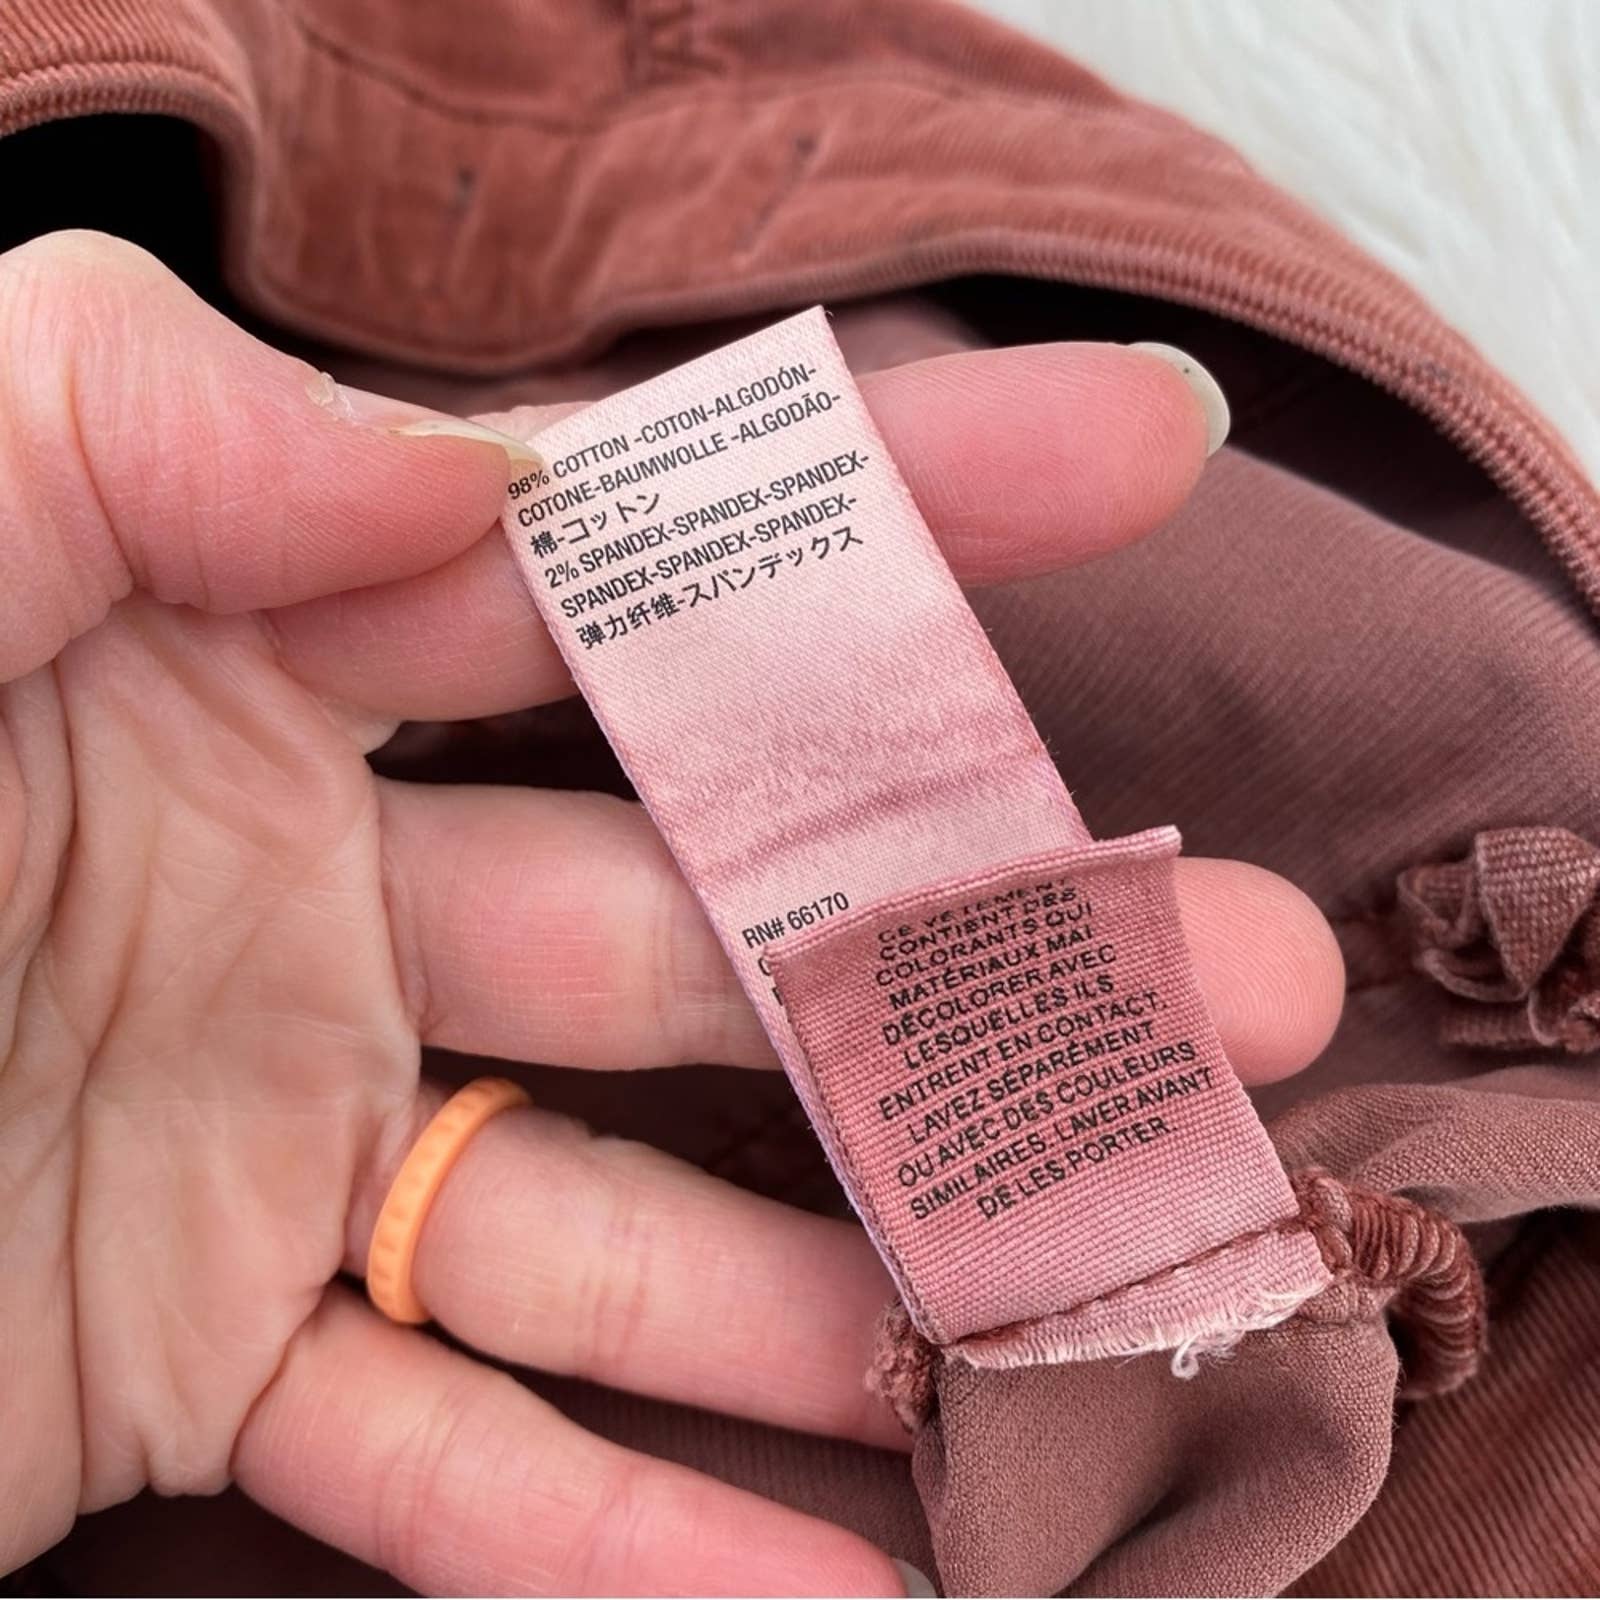 98% COTTON -COTON-ALGODÓN-
COTONE-BAUMWOLLE -ALGODÃO-
棉-コットン
2% SPANDEX-SPANDEX-SPANDEX-
SPANDEX-SPANDEX-SPANDEX-
弹力纤维-スパンデックス
RN# 66170
CE VÊTEMENT
CONTIENT DES
COLORANTS QUI
MATÉRIAUX MAI
DÉCOLORER AVEC
LESQUELLES ILS
ENTRENT EN CONTACT.
LAVEZ SÉPARÉMENT
OU AVEC DES COULEURS
SIMILAIRES. LAVER AVANT
DE LES PORTER.